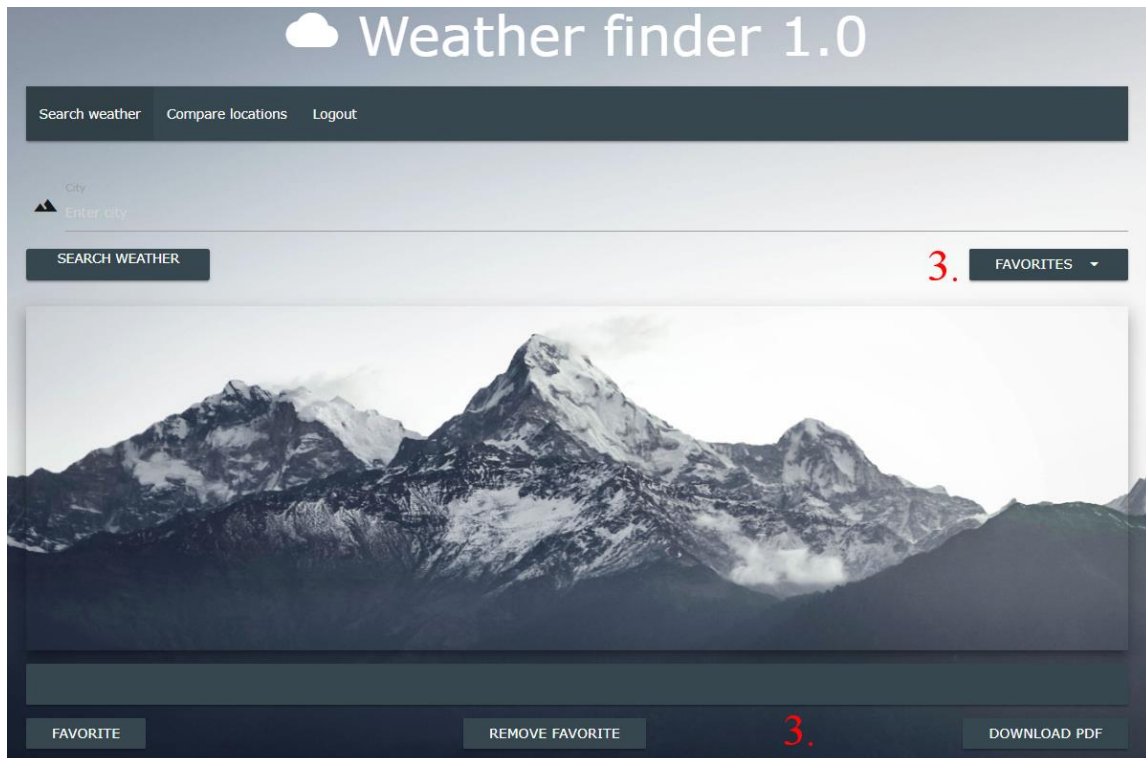 Weather finder 1.0
Search weather Compare locations Logout
City
Enter city
SEARCH WEATHER 3. FAVORITES
FAVORITE REMOVE FAVORITE 3. DOWNLOAD PDF